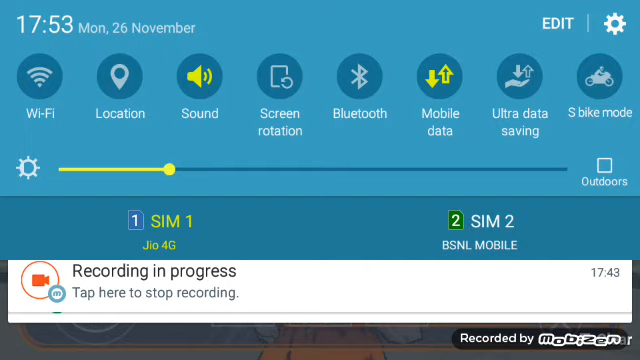 17:53 Mon, 26 November
EDIT
Wi-Fi
Location
Sound
Screen rotation
Bluetooth
Mobile data
Ultra data saving
S bike mode
Outdoors
1 SIM 1
Jio 4G
2 SIM 2
BSNL MOBILE
Recording in progress
17:43
m
Tap here to stop recording.
Recorded by MOBIZEN